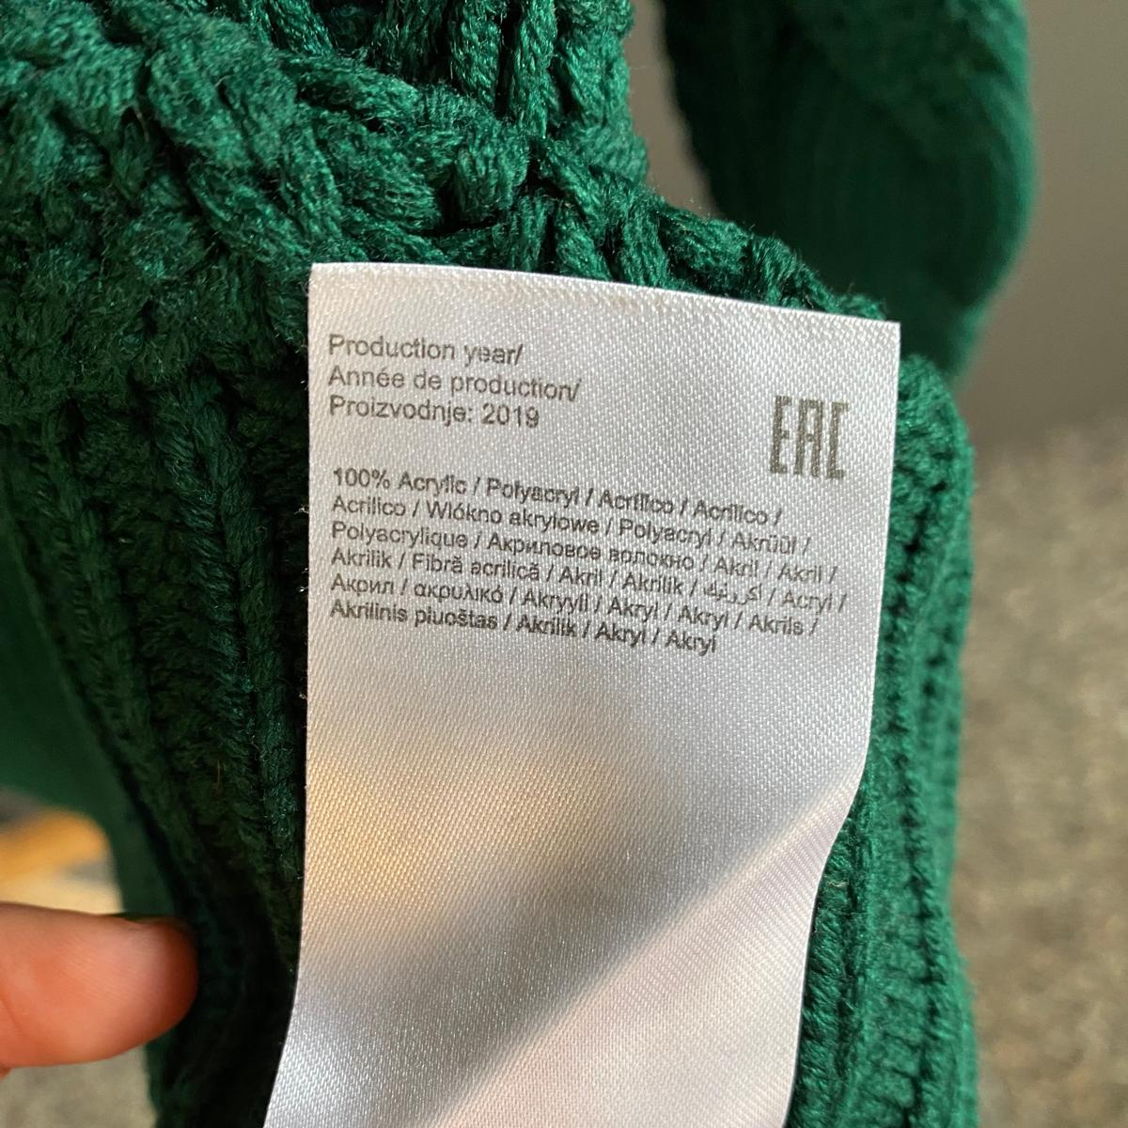 Production year/
Année de production/
Proizvodnje: 2019
EAC
100% Acrylic / Polyacryl / Acrílico / Acrilico /
Acrilico / Włókno akrylowe / Polyacryl / Akrüül /
Polyacrylique / Акриловое волокно / Akril / Akril /
Akrilik / Fibră acrilică / Akril / Akrilik / / Acryl /
Акрил / ακρυλικό / Akryyli / Akryl / Akryl / Akrils /
Akrilinis pluoštas / Akrilik / Akryl / Akryl